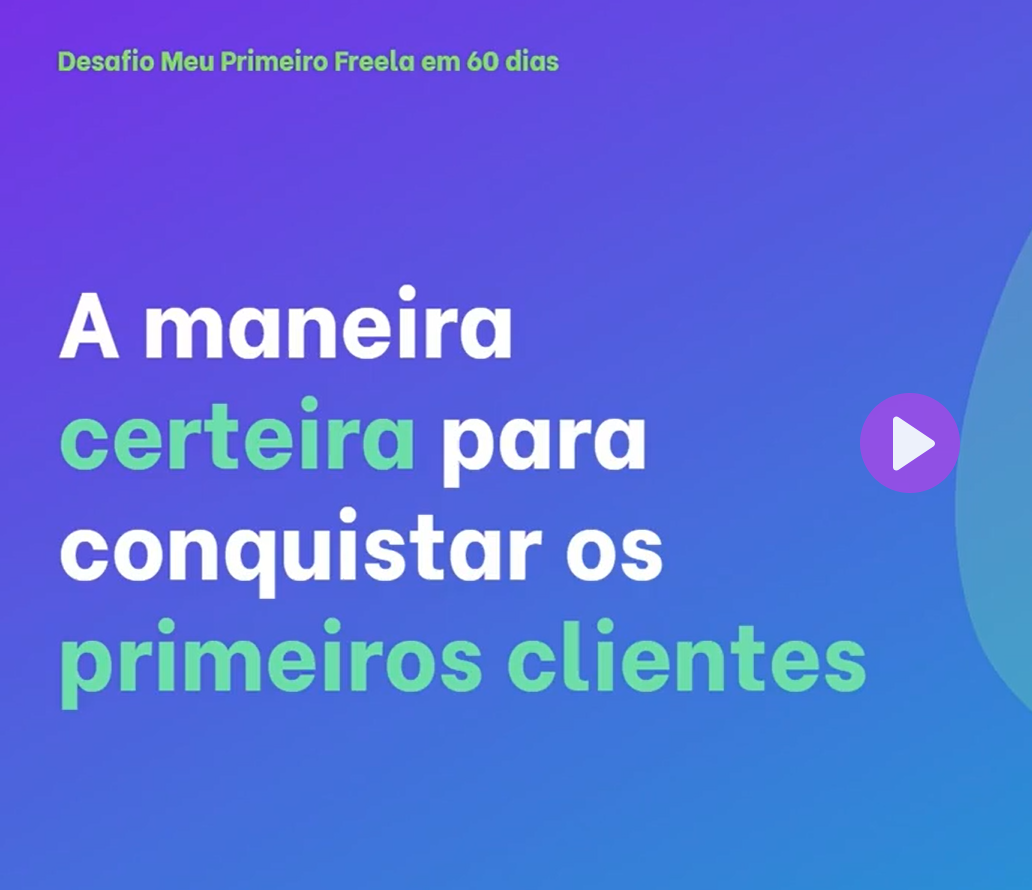 Desafio Meu Primeiro Freela em 60 dias
A maneira
certeira para
conquistar os
primeiros clientes